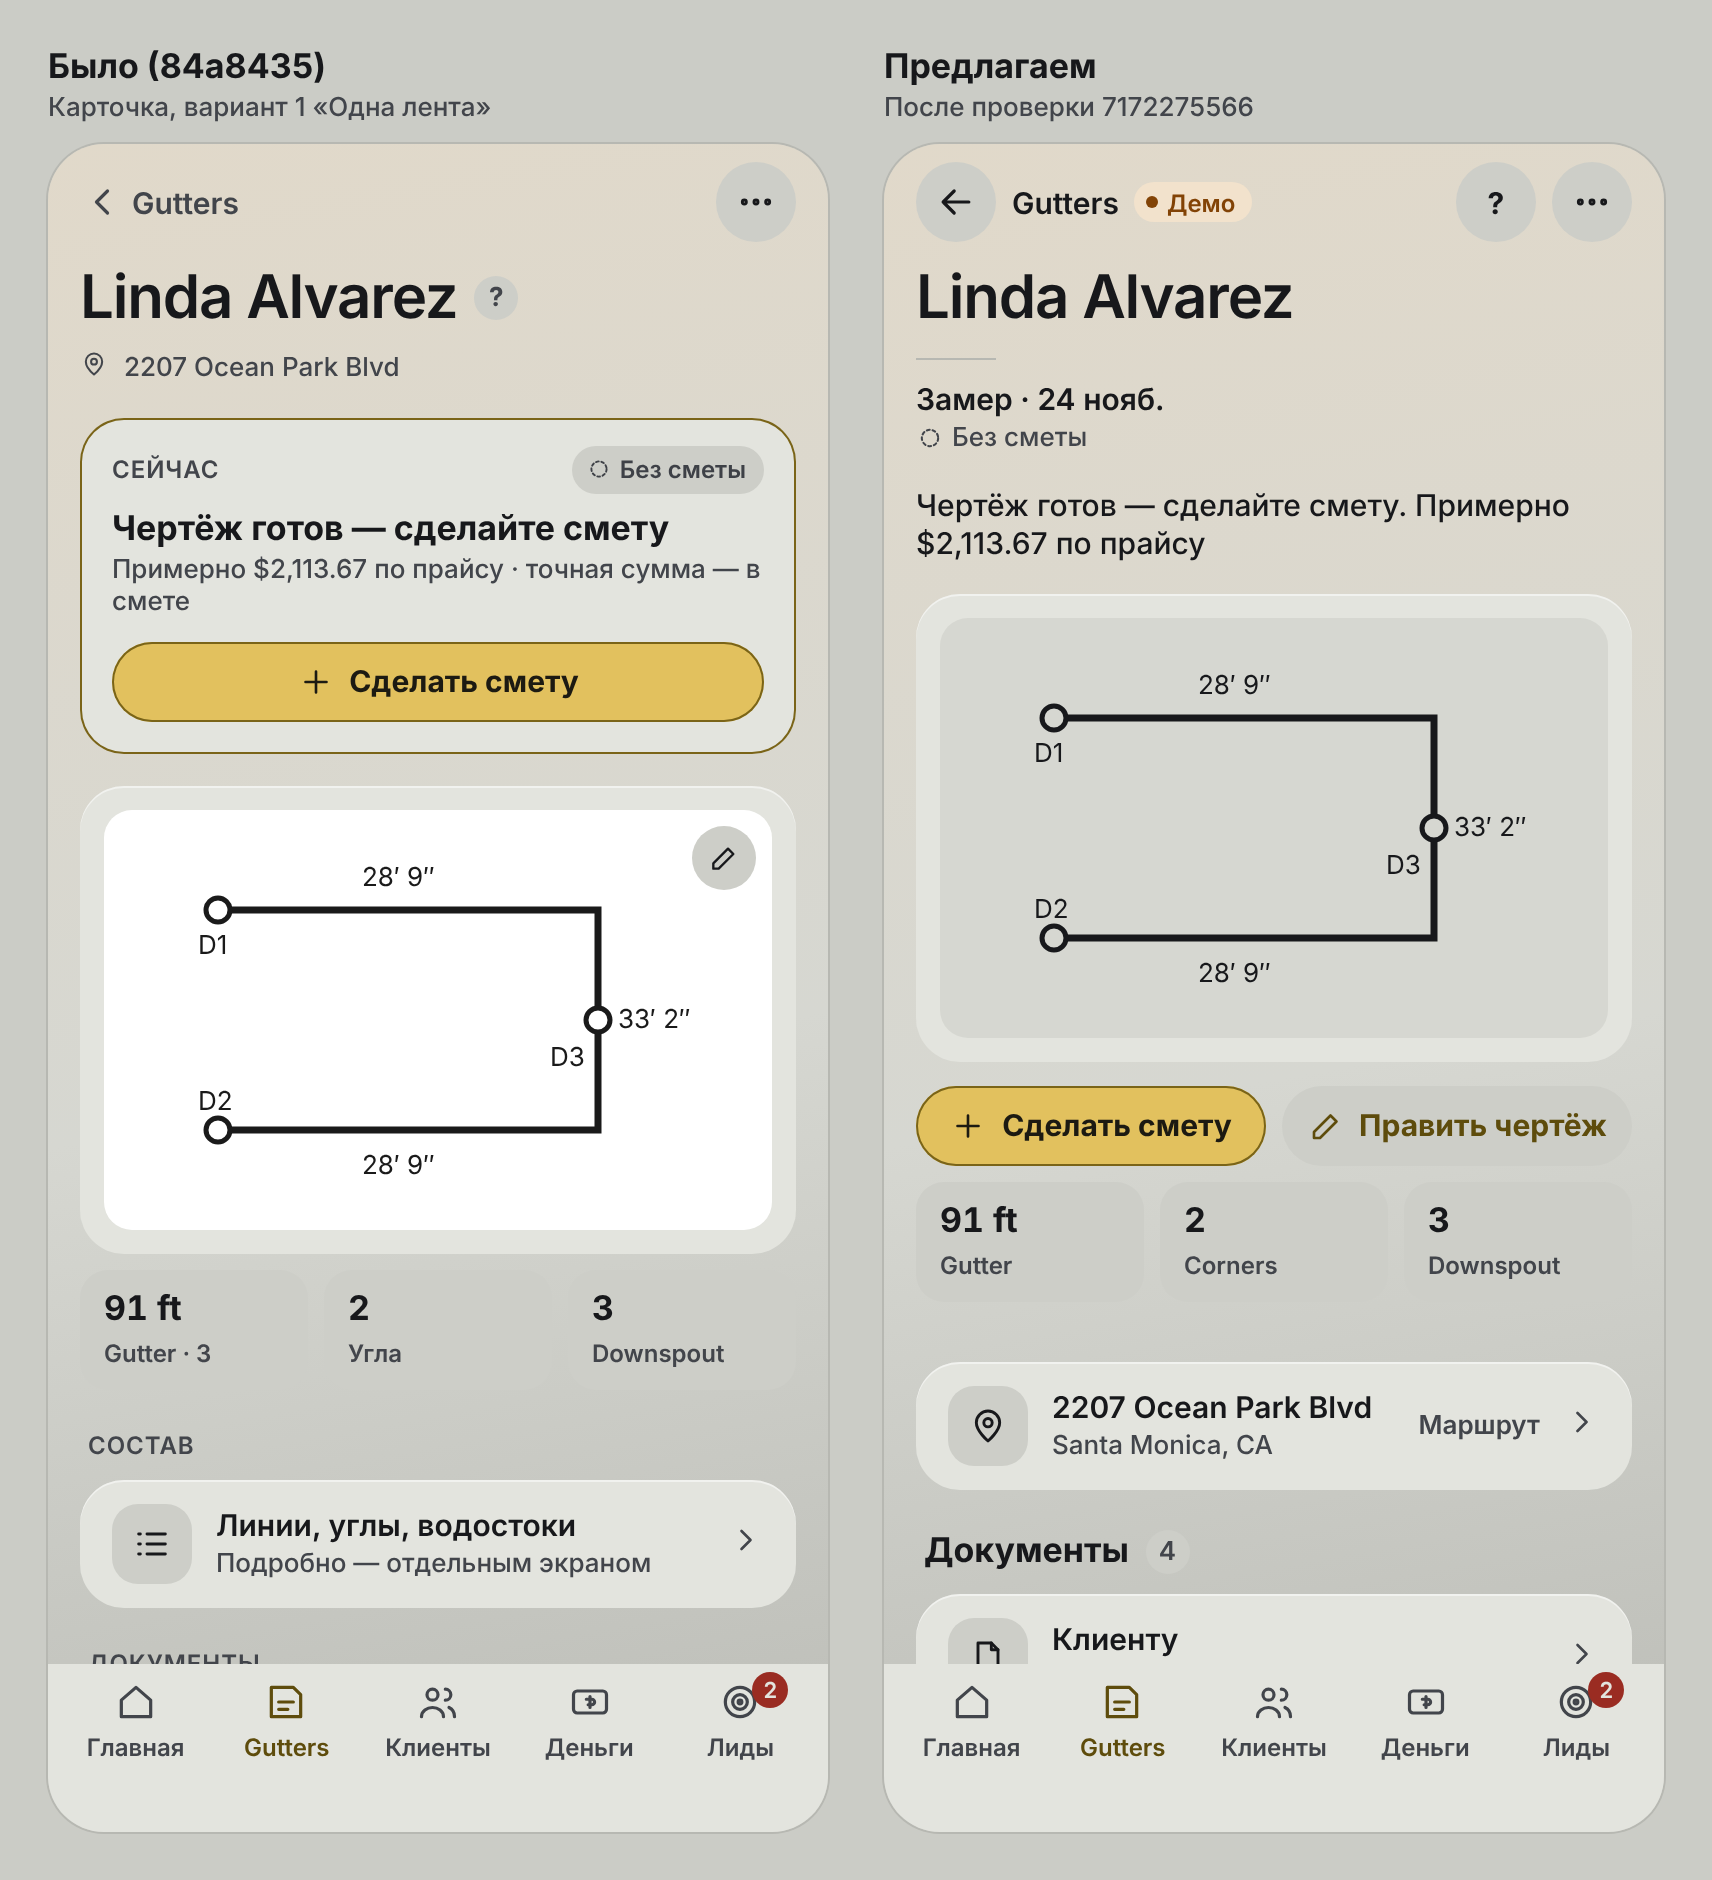 Было (84a8435)
Карточка, вариант 1 «Одна лента»
Gutters
Linda Alvarez ?
2207 Ocean Park Blvd
СЕЙЧАС
Без сметы
Чертёж готов — сделайте смету
Примерно $2,113.67 по прайсу · точная сумма — в
смете
Сделать смету
28′ 9″
D1
33′ 2″
D3
D2
28′ 9″
91 ft
Gutter · 3
2
Угла
3
Downspout
СОСТАВ
Линии, углы, водостоки
Подробно — отдельным экраном
ДОКУМЕНТЫ
Главная
Gutters
Клиенты
Деньги
2
Лиды
Предлагаем
После проверки 7172275566
Gutters
Демо
?
Linda Alvarez
Замер · 24 нояб.
Без сметы
Чертёж готов — сделайте смету. Примерно
$2,113.67 по прайсу
28′ 9″
D1
33′ 2″
D3
D2
28′ 9″
Сделать смету
Править чертёж
91 ft
Gutter
2
Corners
3
Downspout
2207 Ocean Park Blvd
Santa Monica, CA
Маршрут
Документы 4
Клиенту
Главная
Gutters
Клиенты
Деньги
2
Лиды